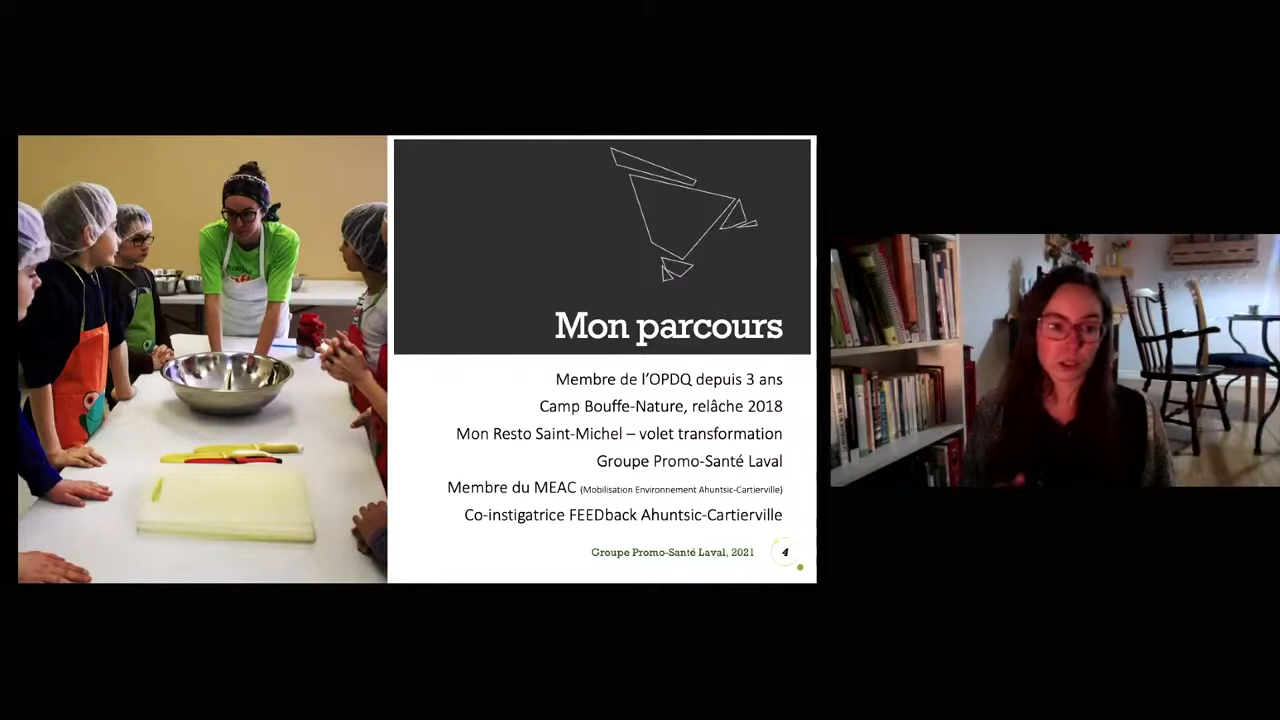 Mon parcours
Membre de l'OPDQ depuis 3 ans
Camp Bouffe-Nature, relâche 2018
Mon Resto Saint-Michel – volet transformation
Groupe Promo-Santé Laval
Membre du MEAC (Mobilisation Environnement Ahuntsic-Cartierville)
Co-instigatrice FEEDback Ahuntsic-Cartierville
Groupe Promo-Santé Laval, 2021
4